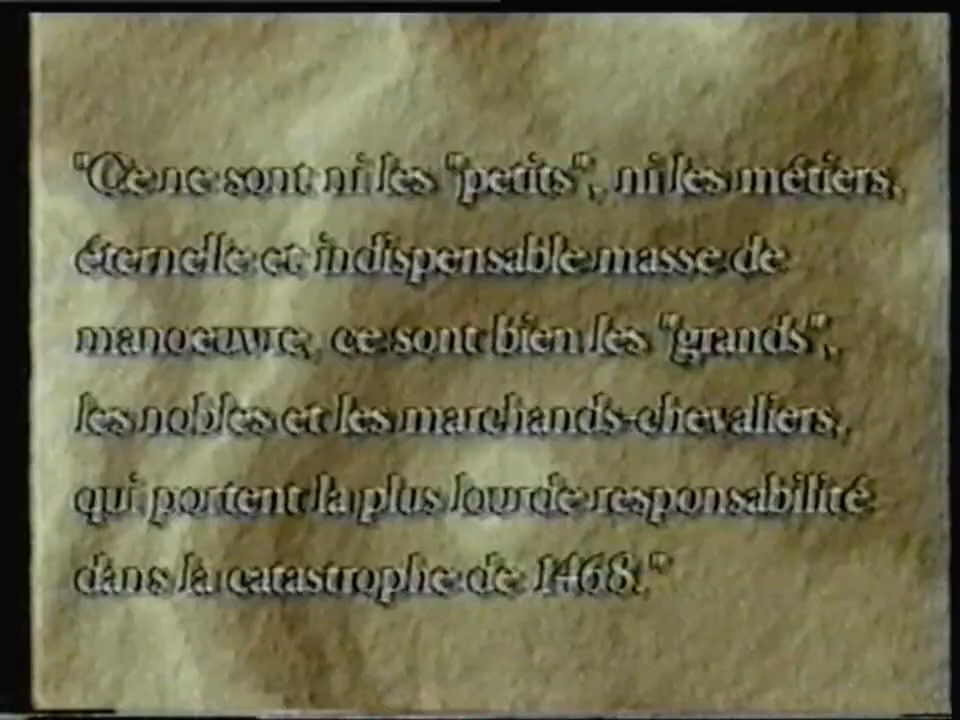 "Ce ne sont ni les "petits", ni les métiers,
éternelle et indispensable masse de
manoeuvre, ce sont bien les "grands",
les nobles et les marchands-chevaliers,
qui portent la plus lourde responsabilité
dans la catastrophe de 1468."